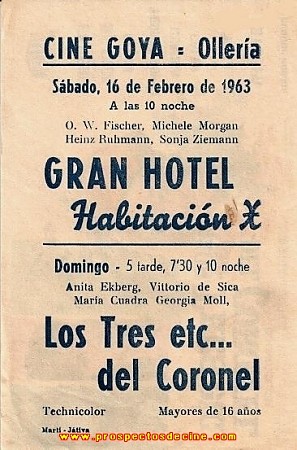 CINE GOYA : Ollería
Sábado, 16 de Febrero de 1963
A las 10 noche
O. W. Fischer, Michele Morgan
Heinz Ruhmann, Sonja Ziemann
GRAN HOTEL
Habitación X
Domingo - 5 tarde, 7'30 y 10 noche
Anita Ekberg, Vittorio de Sica
María Cuadra Georgia Moll,
Los Tres etc...
del Coronel
Technicolor Mayores de 16 años
Martí - Játiva
www.prospectosdecine.com